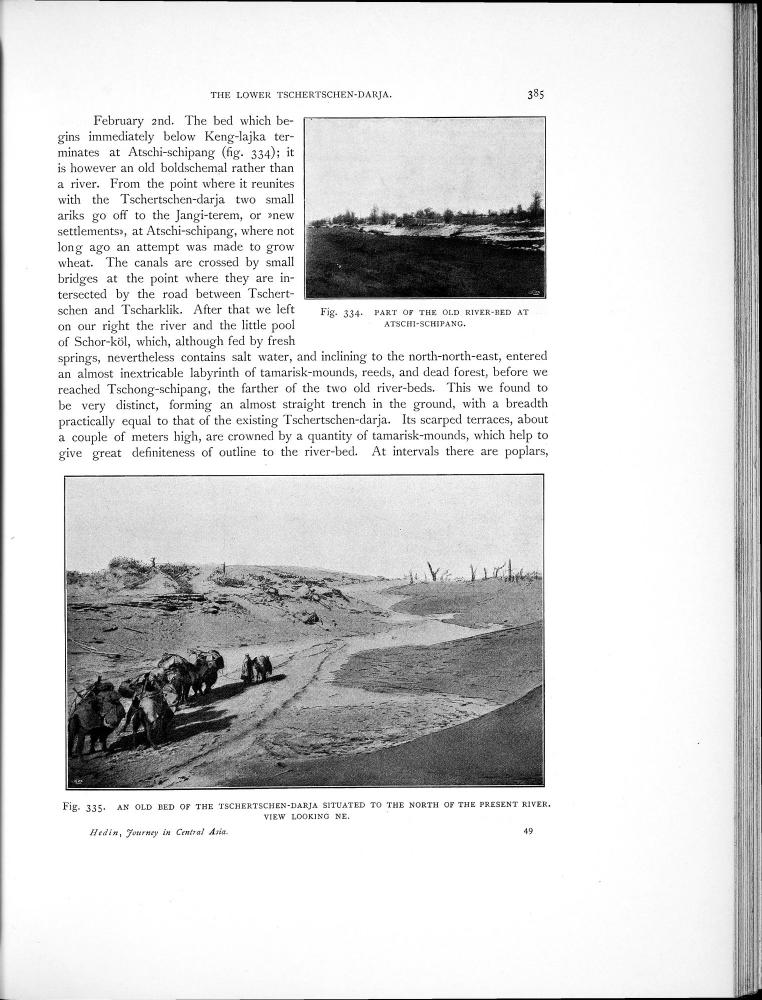 THE LOWER TSCHERTSCHEN-DARJA.
385
February 2nd. The bed which be-
gins immediately below Keng-lajka ter-
minates at Atschi-schipang (fig. 334); it
is however an old boldschemal rather than
a river. From the point where it reunites
with the Tschertschen-darja two small
ariks go off to the Jangi-terem, or »new
settlements», at Atschi-schipang, where not
long ago an attempt was made to grow
wheat. The canals are crossed by small
bridges at the point where they are in-
tersected by the road between Tschert-
schen and Tscharklik. After that we left
on our right the river and the little pool
of Schor-köl, which, although fed by fresh
Fig. 334. PART OF THE OLD RIVER-BED AT
ATSCHI-SCHIPANG.
springs, nevertheless contains salt water, and inclining to the north-north-east, entered
an almost inextricable labyrinth of tamarisk-mounds, reeds, and dead forest, before we
reached Tschong-schipang, the farther of the two old river-beds. This we found to
be very distinct, forming an almost straight trench in the ground, with a breadth
practically equal to that of the existing Tschertschen-darja. Its scarped terraces, about
a couple of meters high, are crowned by a quantity of tamarisk-mounds, which help to
give great definiteness of outline to the river-bed. At intervals there are poplars,
Fig. 335. AN OLD BED OF THE TSCHERTSCHEN-DARJA SITUATED TO THE NORTH OF THE PRESENT RIVER.
VIEW LOOKING NE.
Hedin, Journey in Central Asia.
49